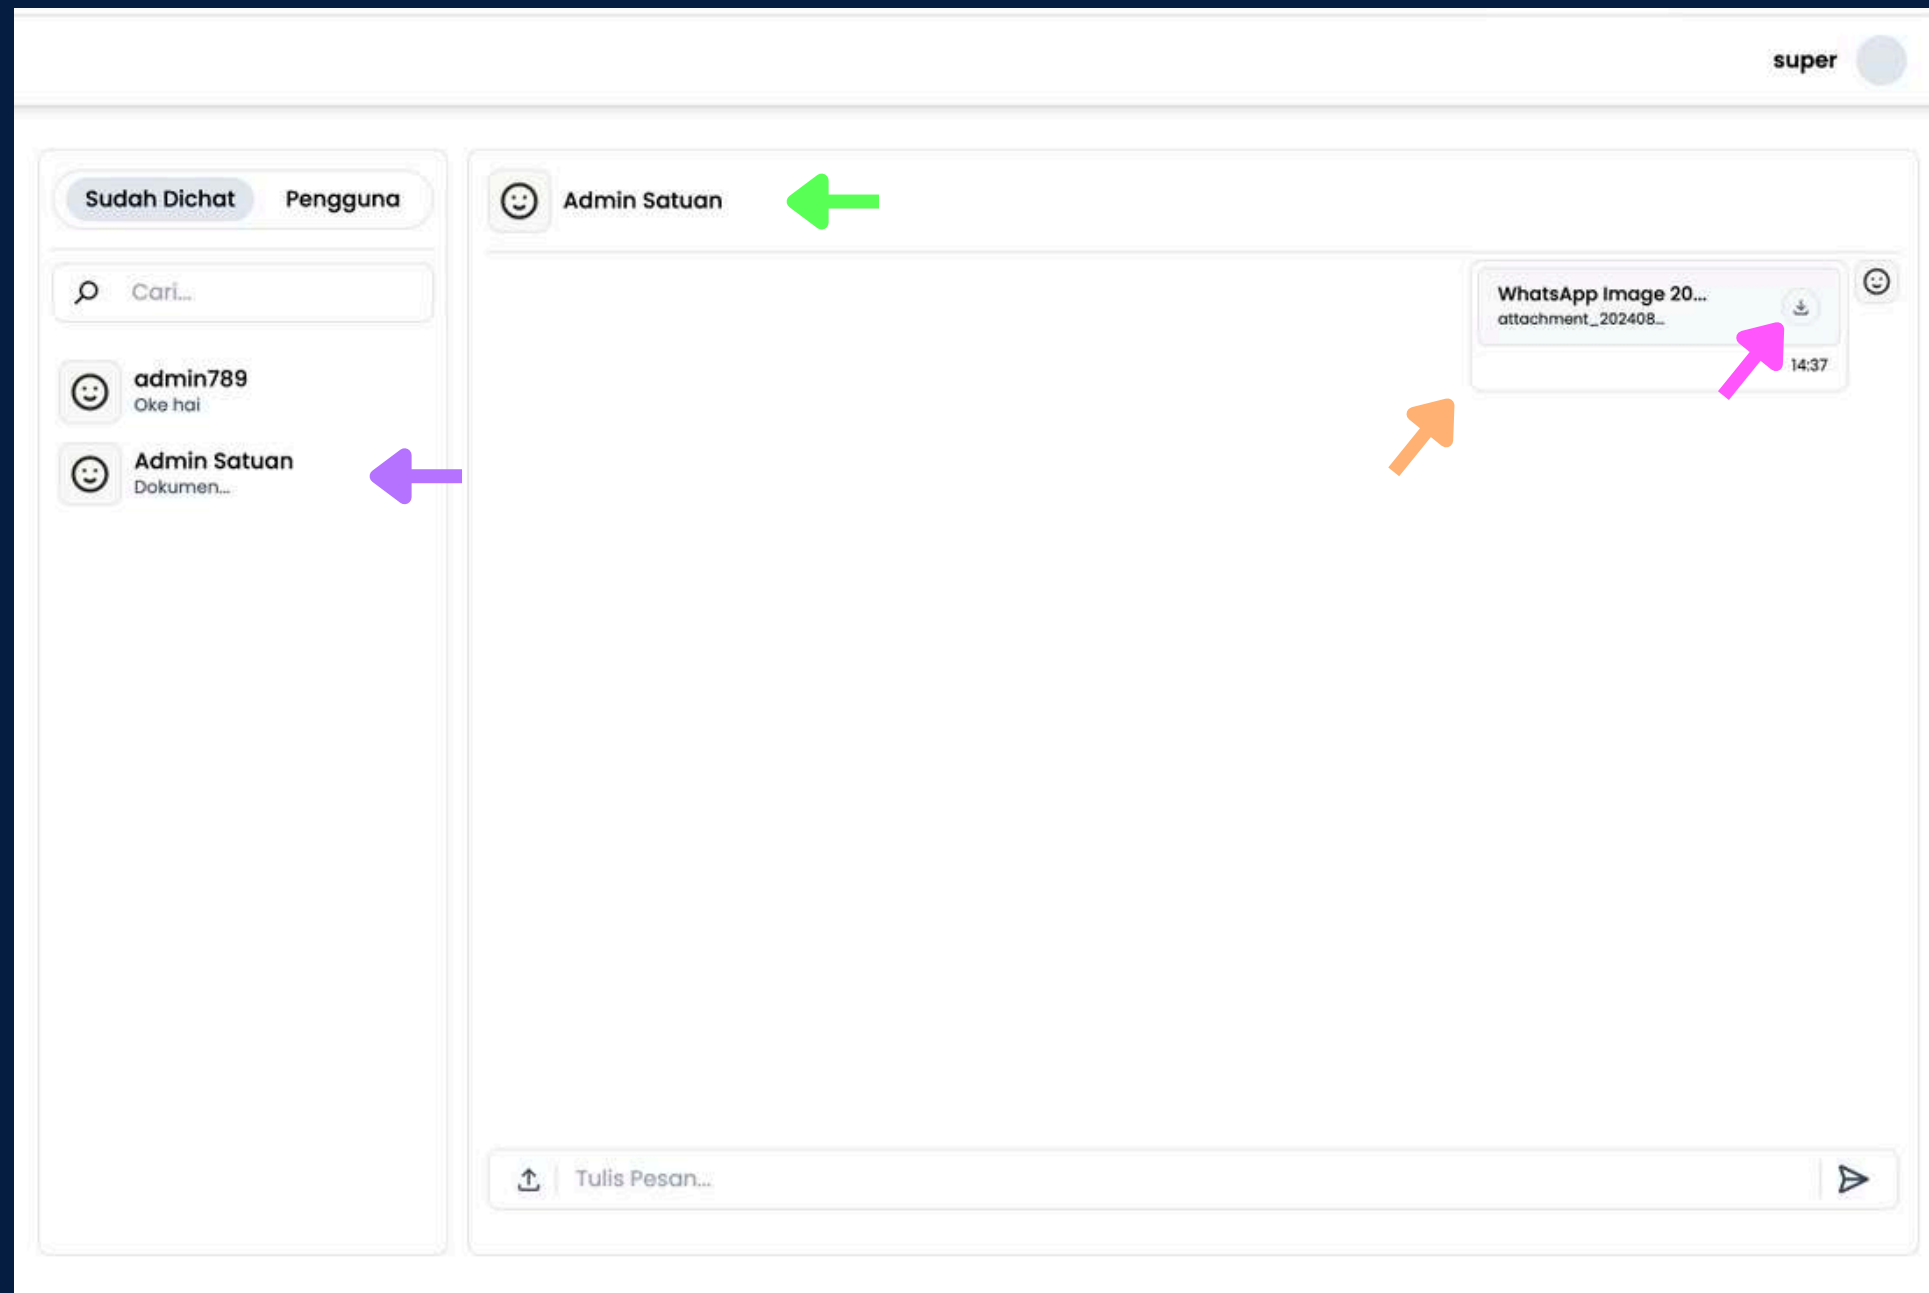 super
Sudah Dichat
Pengguna
Cari...
admin789
Oke hai
Admin Satuan
Dokumen...
Admin Satuan
WhatsApp Image 20...
attachment_202408...
14:37
Tulis Pesan...